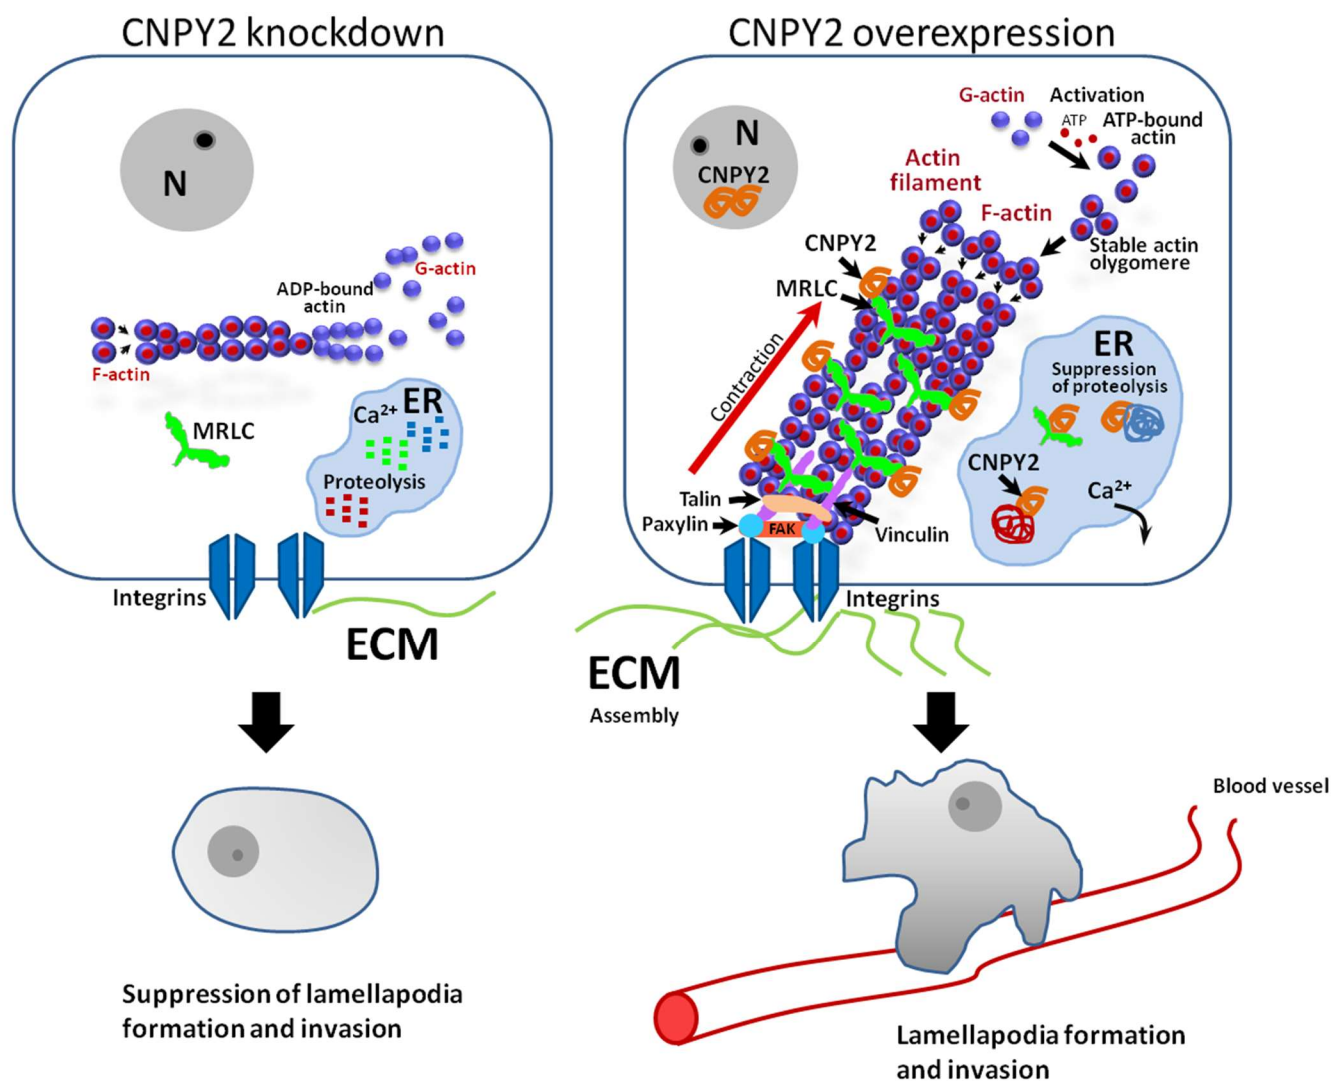 CNPY2 knockdown
N
G-actin
ADP-bound
actin
F-actin
MRLC
Ca2+
ER
Proteolysis
Integrins
ECM
Suppression of lamellapodia
formation and invasion
CNPY2 overexpression
N
CNPY2
G-actin
Activation
ATP
ATP-bound
actin
Actin
filament
F-actin
Stable actin
olygomere
CNPY2
MRLC
Contraction
ER
Suppression
of proteolysis
CNPY2
Ca2+
Talin
Paxylin
FAK
Vinculin
Integrins
ECM
Assembly
Blood vessel
Lamellapodia formation
and invasion